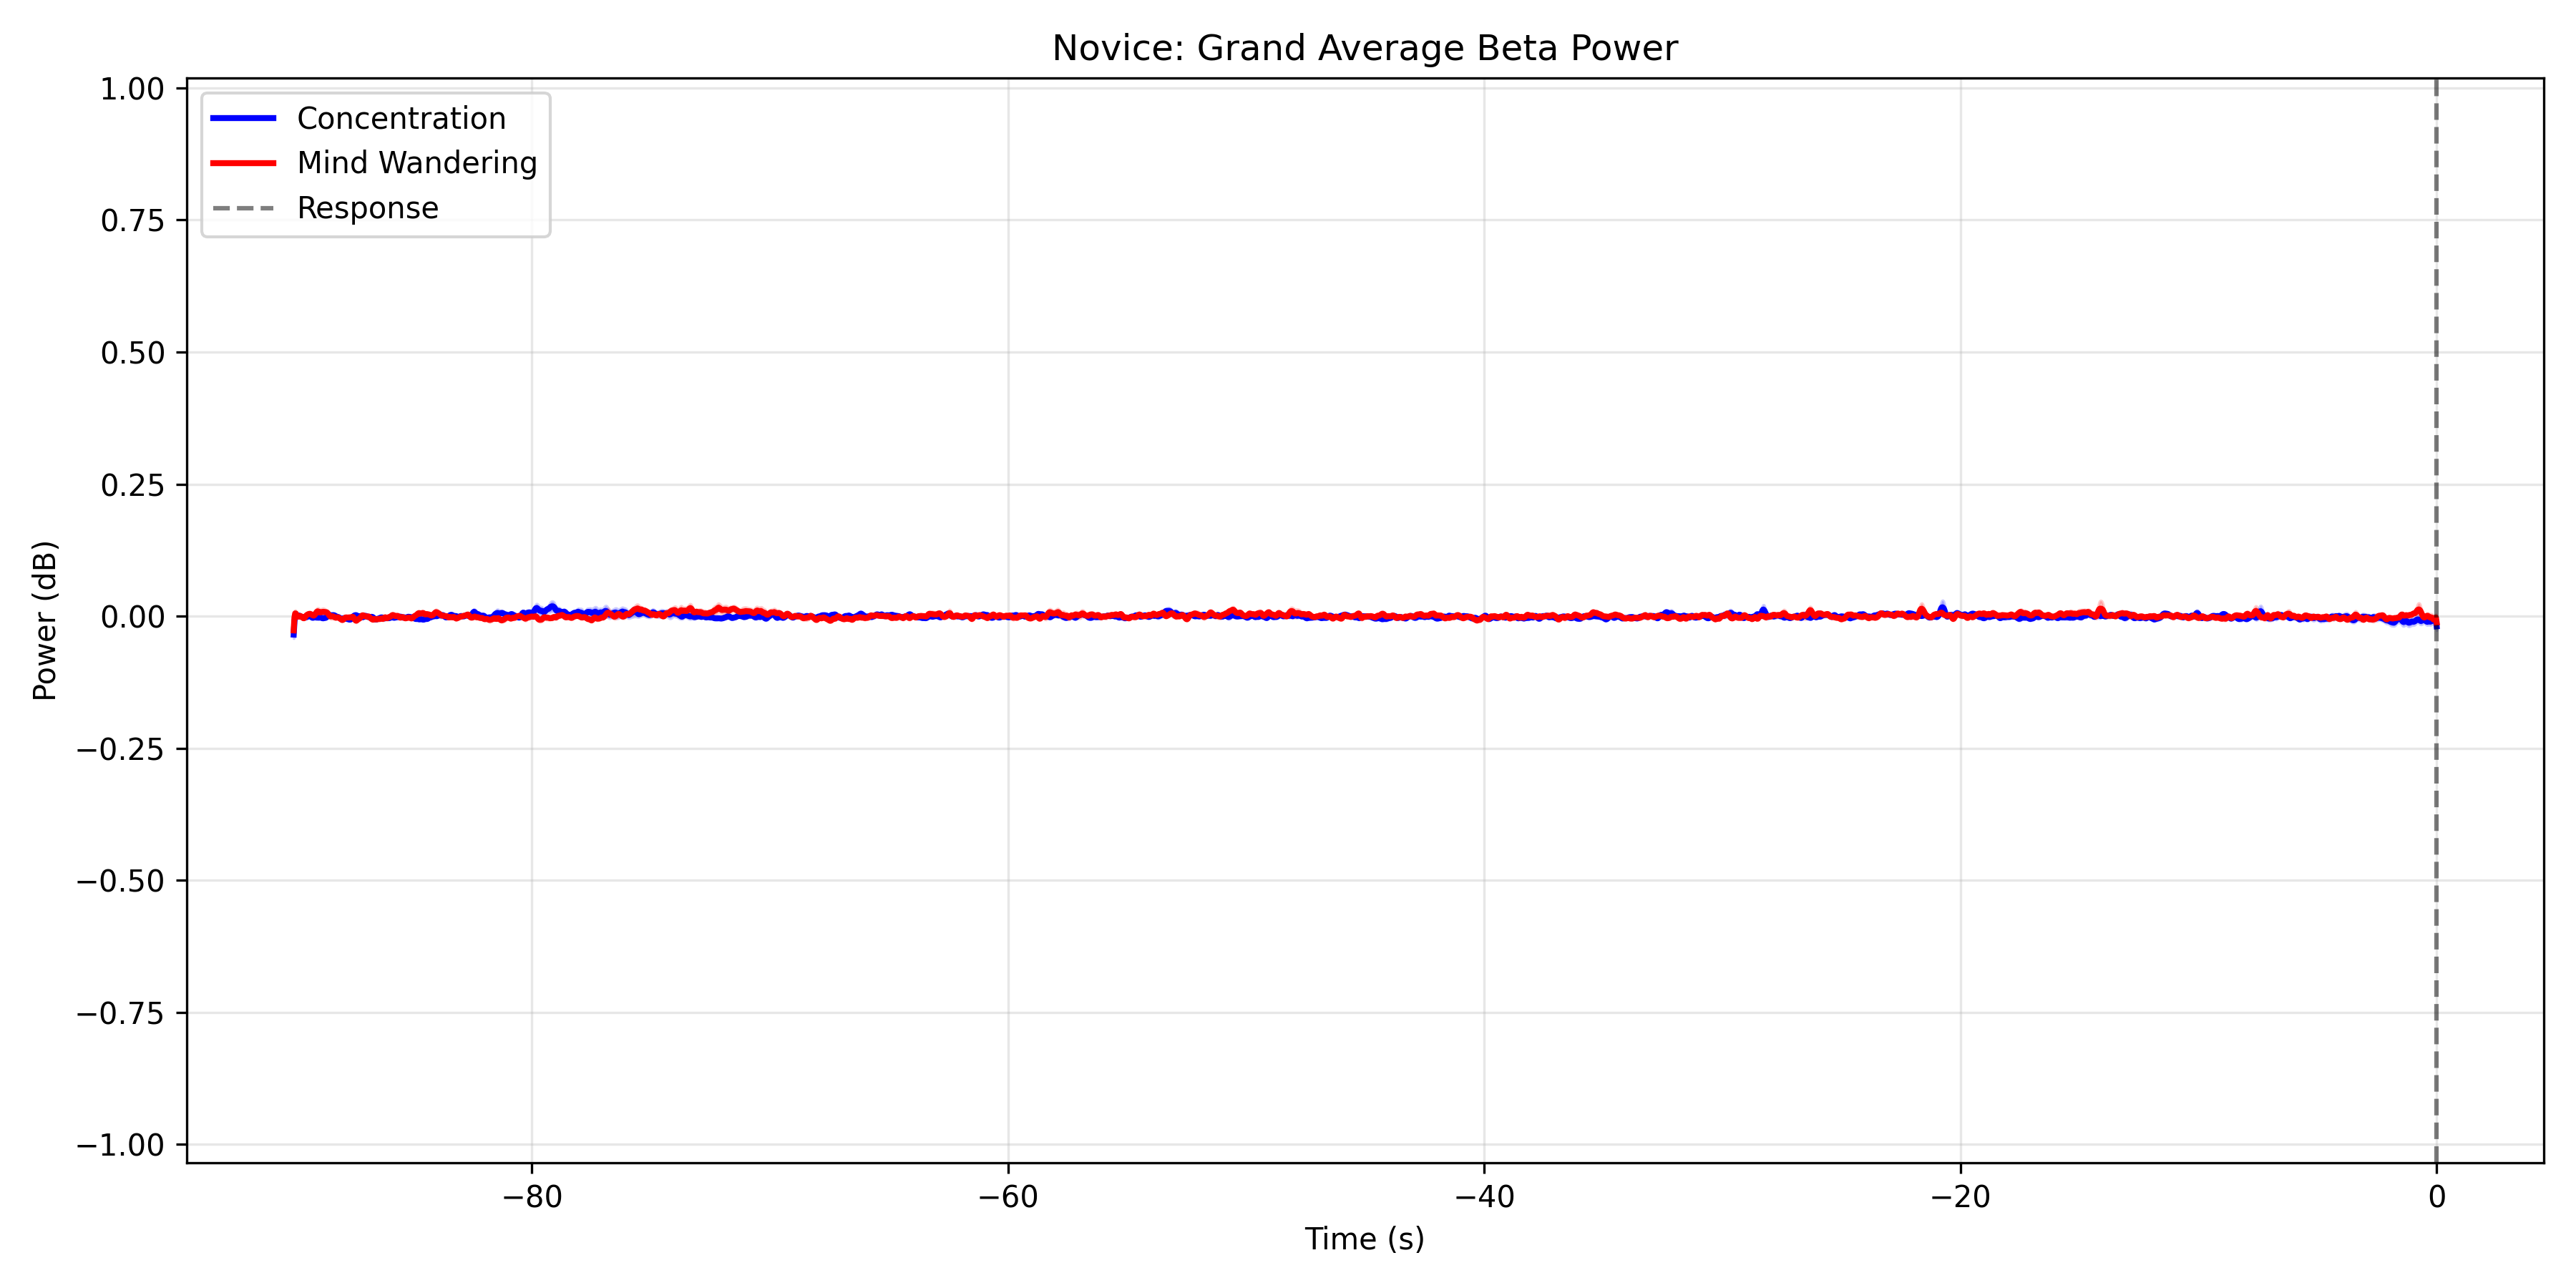 Novice: Grand Average Beta Power
Concentration
Mind Wandering
Response
1.00
0.75
0.50
0.25
0.00
−0.25
−0.50
−0.75
−1.00
Power (dB)
−80
−60
−40
−20
0
Time (s)